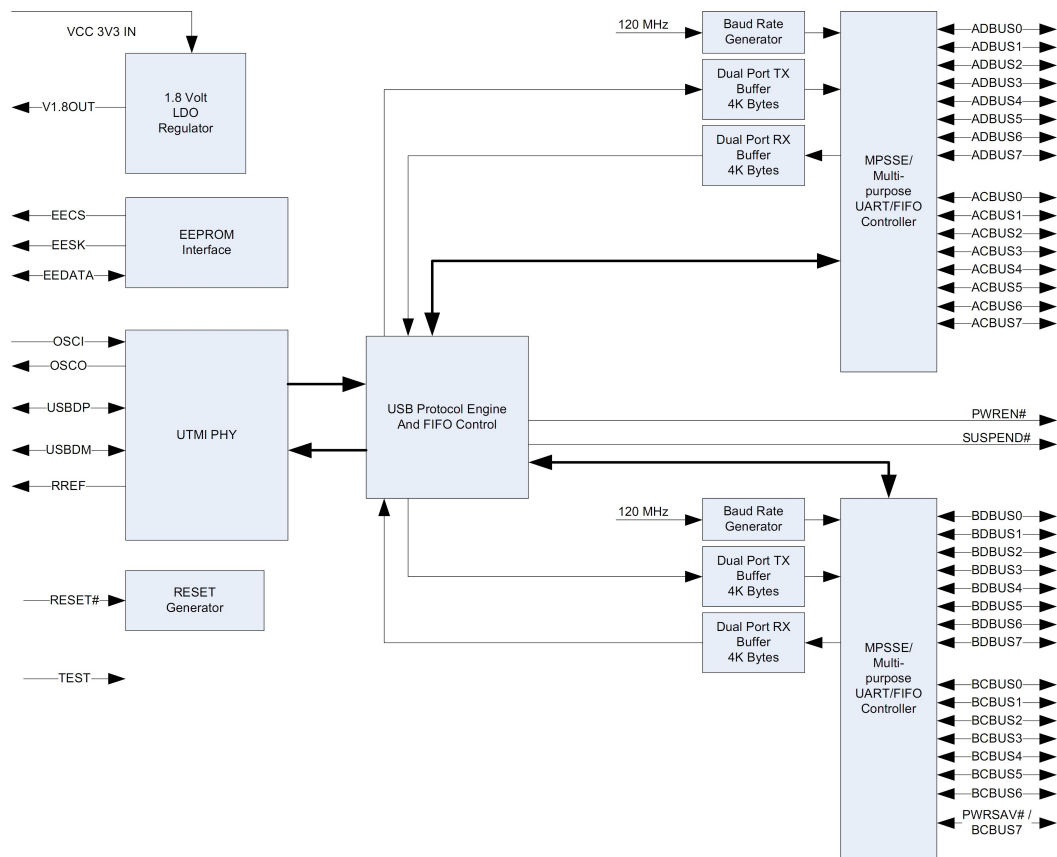 VCC 3V3 IN
1.8 Volt
LDO
Regulator
V1.8OUT
EEPROM
Interface
EECS
EESK
EEDATA
UTMI PHY
OSCI
OSCO
USBDP
USBDM
RREF
RESET
Generator
RESET#
TEST
USB Protocol Engine
And FIFO Control
120 MHz
Baud Rate
Generator
Dual Port TX
Buffer
4K Bytes
Dual Port RX
Buffer
4K Bytes
MPSSE/
Multi-
purpose
UART/FIFO
Controller
ADBUS0
ADBUS1
ADBUS2
ADBUS3
ADBUS4
ADBUS5
ADBUS6
ADBUS7
ACBUS0
ACBUS1
ACBUS2
ACBUS3
ACBUS4
ACBUS5
ACBUS6
ACBUS7
PWREN#
SUSPEND#
120 MHz
Baud Rate
Generator
Dual Port TX
Buffer
4K Bytes
Dual Port RX
Buffer
4K Bytes
MPSSE/
Multi-
purpose
UART/FIFO
Controller
BDBUS0
BDBUS1
BDBUS2
BDBUS3
BDBUS4
BDBUS5
BDBUS6
BDBUS7
BCBUS0
BCBUS1
BCBUS2
BCBUS3
BCBUS4
BCBUS5
BCBUS6
PWRSAV# /
BCBUS7